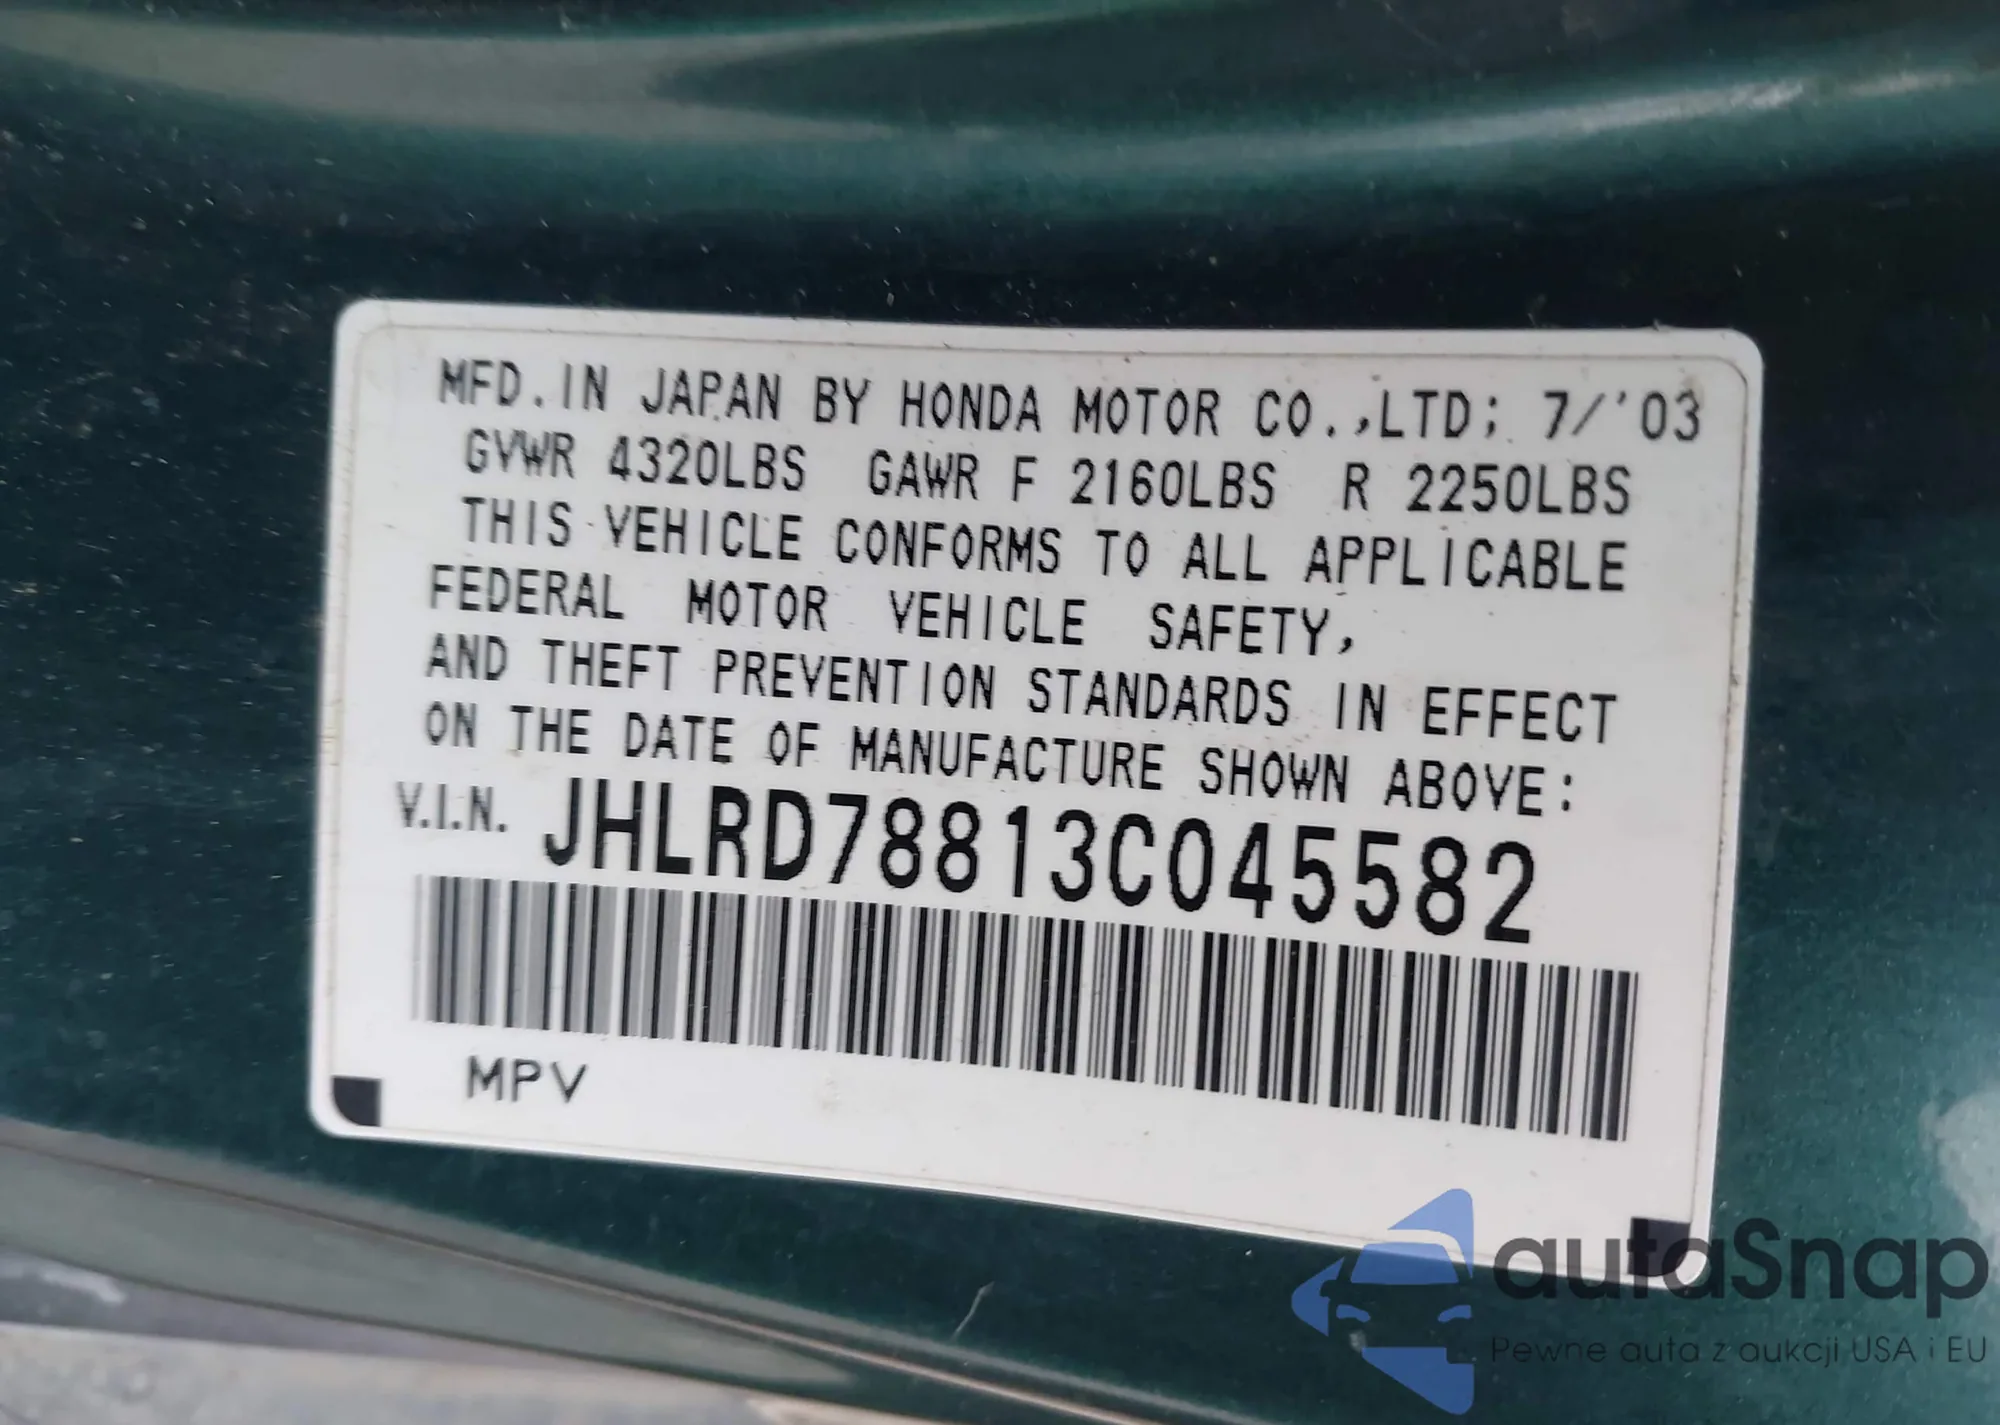 MFD. IN JAPAN BY HONDA MOTOR CO.,LTD; 7/'03
GVWR 4320LBS GAWR F 2160LBS R 2250LBS
THIS VEHICLE CONFORMS TO ALL APPLICABLE
FEDERAL MOTOR VEHICLE SAFETY,
AND THEFT PREVENTION STANDARDS IN EFFECT
ON THE DATE OF MANUFACTURE SHOWN ABOVE:
V.I.N. JHLRD78813C045582
MPV
autaSnap
Pewne auta z aukcji USA i EU